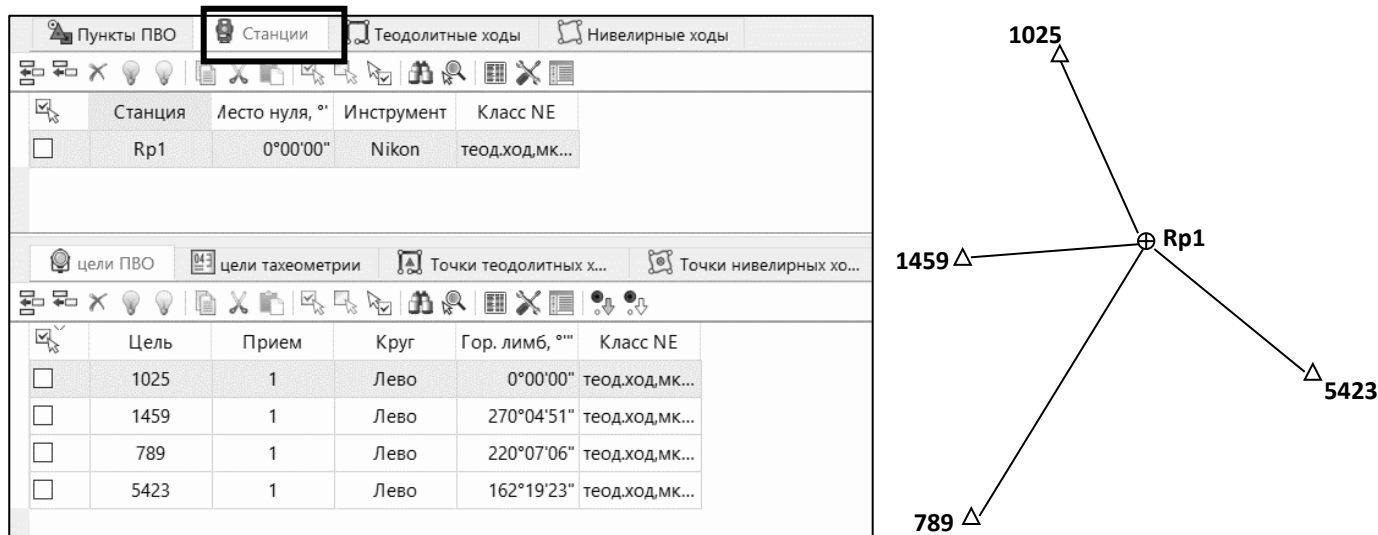 Пункты ПВО Станции Теодолитные ходы Нивелирные ходы
Станция Место нуля, °' Инструмент Класс NE
Rp1 0°00'00" Nikon теод.ход,мк...
цели ПВО цели тахеометрии Точки теодолитных х... Точки нивелирных хо...
Цель Прием Круг Гор. лимб, °'" Класс NE
1025 1 Лево 0°00'00" теод.ход,мк...
1459 1 Лево 270°04'51" теод.ход,мк...
789 1 Лево 220°07'06" теод.ход,мк...
5423 1 Лево 162°19'23" теод.ход,мк...
1025
Rp1
1459
5423
789